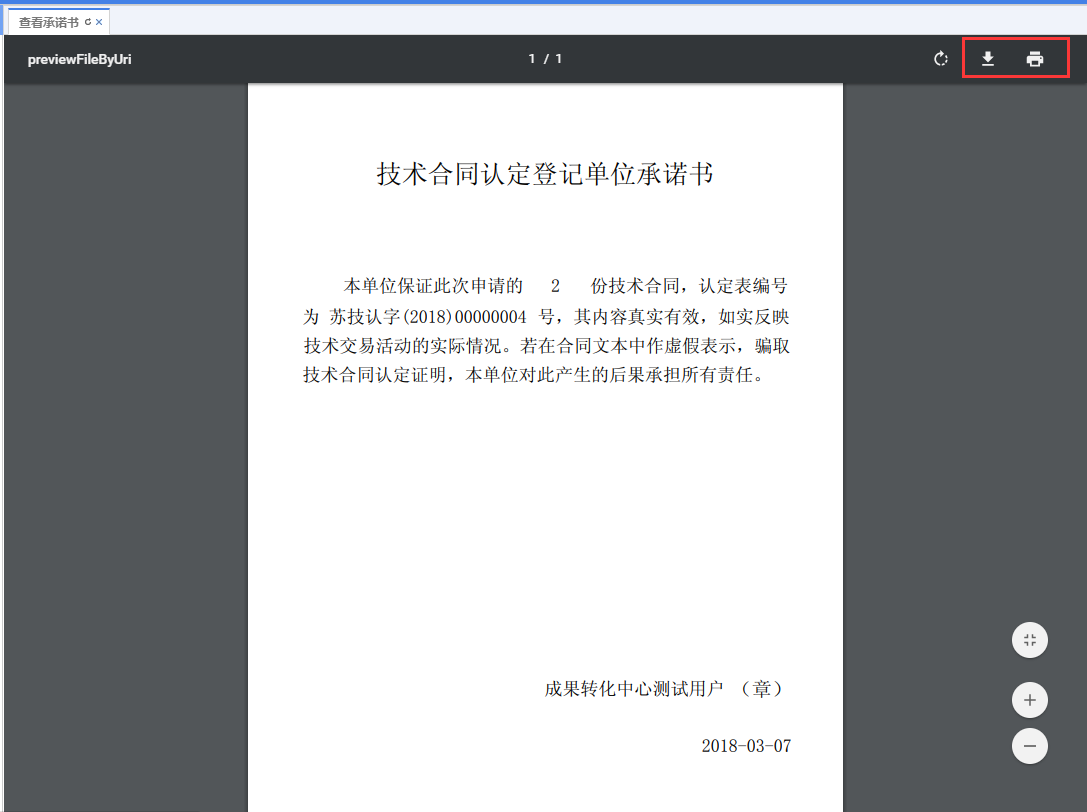 查看承诺书
previewFileByUri
1 / 1
技术合同认定登记单位承诺书
本单位保证此次申请的 2 份技术合同，认定表编号
为 苏技认字(2018)00000004 号，其内容真实有效，如实反映
技术交易活动的实际情况。若在合同文本中作虚假表示，骗取
技术合同认定证明，本单位对此产生的后果承担所有责任。
成果转化中心测试用户 （章）
2018-03-07